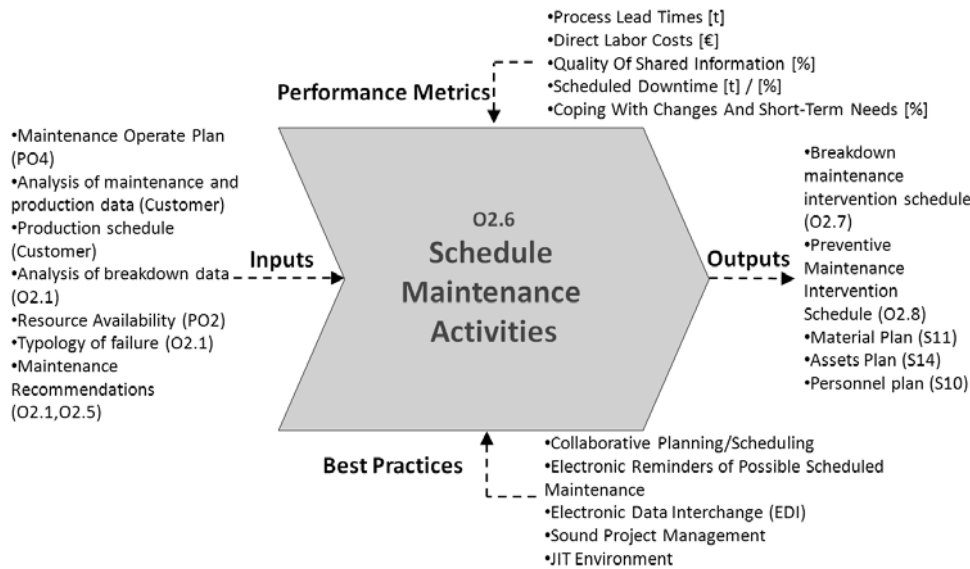 •Process Lead Times [t]
•Direct Labor Costs [€]
•Quality Of Shared Information [%]
•Scheduled Downtime [t] / [%]
•Coping With Changes And Short-Term Needs [%]
Performance Metrics
•Maintenance Operate Plan
(PO4)
•Analysis of maintenance and
production data (Customer)
•Production schedule
(Customer)
•Analysis of breakdown data
(O2.1)
•Resource Availability (PO2)
•Typology of failure (O2.1)
•Maintenance
Recommendations
(O2.1,O2.5)
Inputs
O2.6
Schedule
Maintenance
Activities
Outputs
•Breakdown
maintenance
intervention schedule
(O2.7)
•Preventive
Maintenance
Intervention
Schedule (O2.8)
•Material Plan (S11)
•Assets Plan (S14)
•Personnel plan (S10)
Best Practices
•Collaborative Planning/Scheduling
•Electronic Reminders of Possible Scheduled
Maintenance
•Electronic Data Interchange (EDI)
•Sound Project Management
•JIT Environment